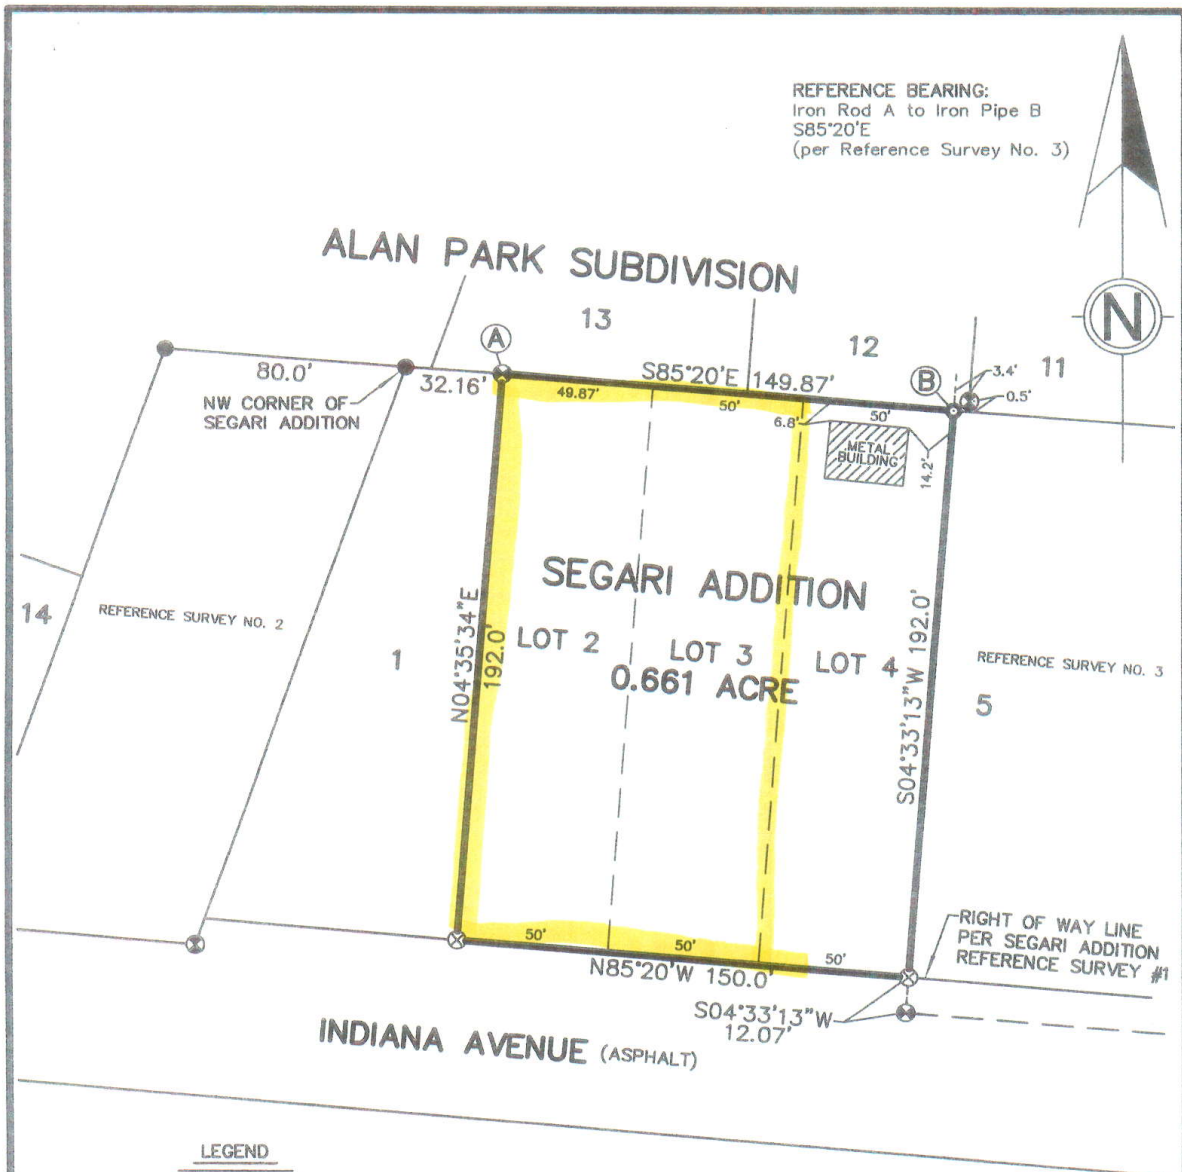 REFERENCE BEARING:
Iron Rod A to Iron Pipe B
S85°20'E
(per Reference Survey No. 3)
ALAN PARK SUBDIVISION
13
12
11
N
A
B
80.0'
32.16'
S85°20'E 149.87'
3.4'
0.5'
NW CORNER OF
SEGARI ADDITION
49.87'
50'
50'
6.8'
14.2'
METAL
BUILDING
SEGARI ADDITION
14
REFERENCE SURVEY NO. 2
1
N04°35'34"E
192.0'
LOT 2
LOT 3
LOT 4
0.661 ACRE
S04°33'13"W 192.0'
REFERENCE SURVEY NO. 3
5
50'
50'
50'
N85°20'W 150.0'
RIGHT OF WAY LINE
PER SEGARI ADDITION
REFERENCE SURVEY #1
S04°33'13"W
12.07'
INDIANA AVENUE (ASPHALT)
LEGEND